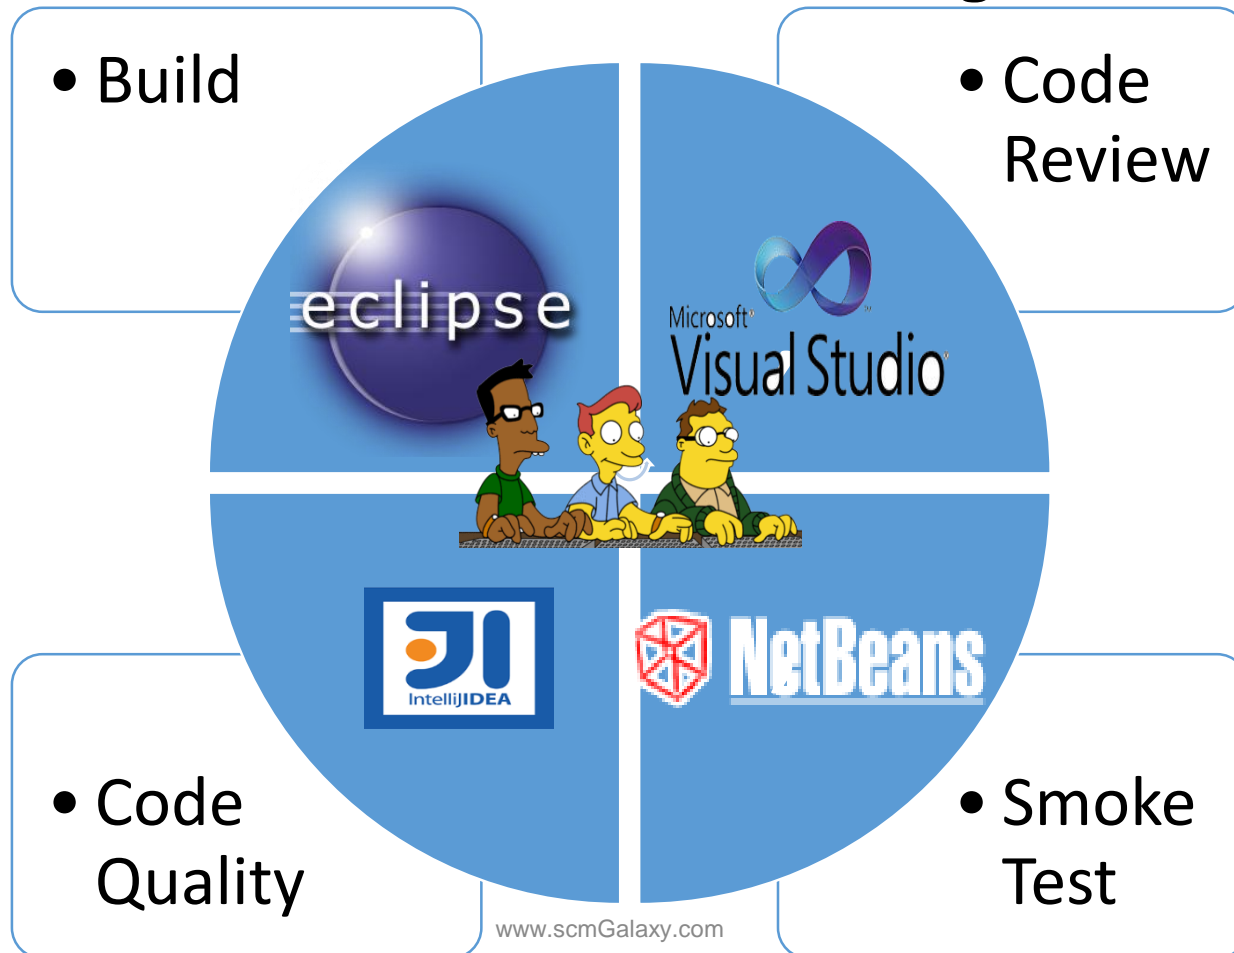 • Build
• Code
Review
eclipse
Microsoft®
Visual Studio®
IntelliJIDEA
NetBeans
• Code
Quality
• Smoke
Test
www.scmGalaxy.com